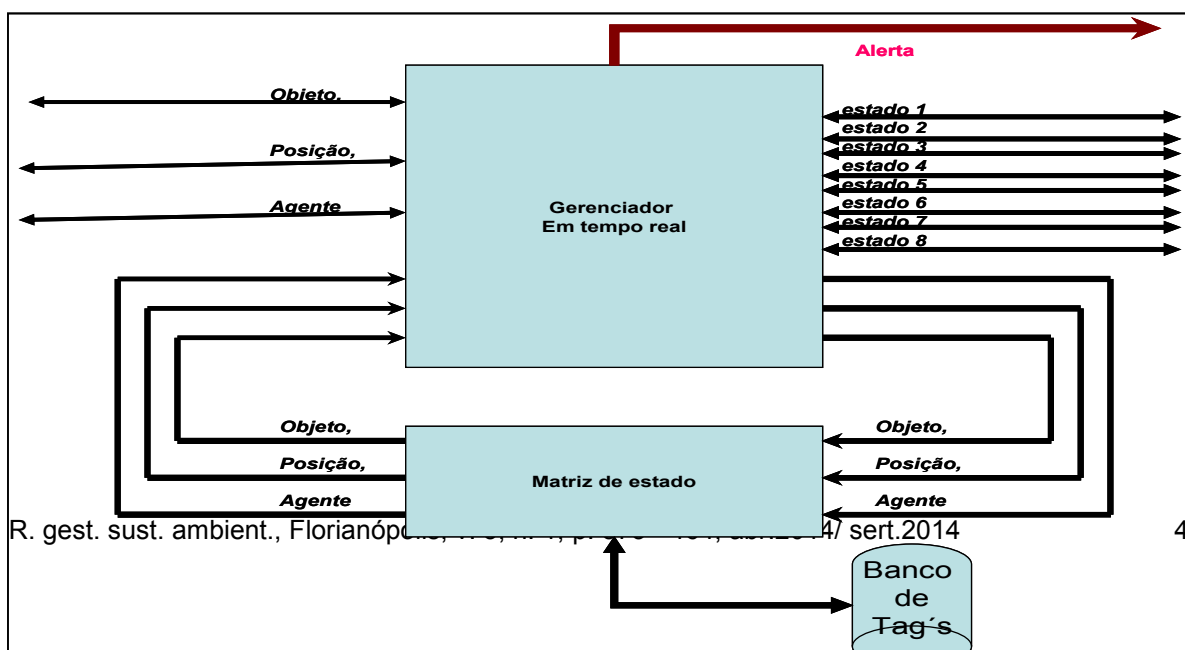 Alerta
Objeto,
Posição,
Agente
estado 1
estado 2
estado 3
estado 4
estado 5
estado 6
estado 7
estado 8
Gerenciador
Em tempo real
Objeto,
Posição,
Agente
Matriz de estado
Objeto,
Posição,
Agente
R. gest. sust. ambient., Florianópolis, / sert.2014 4
Banco
de
Tag´s